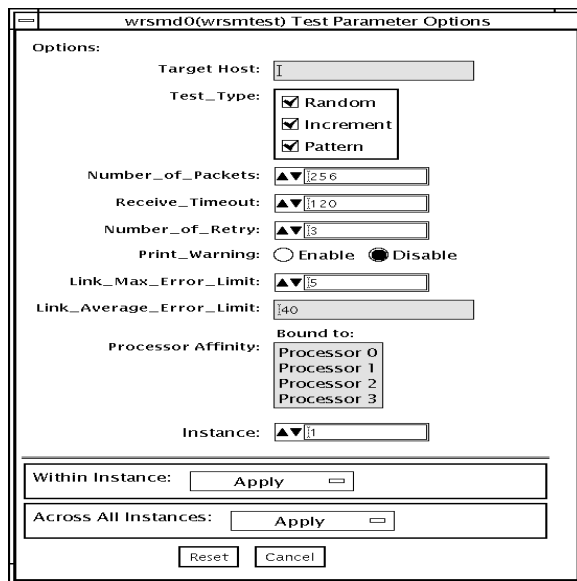 wrsmd0(wrsmtest) Test Parameter Options
Options:
Target Host:
Test_Type:
Random
Increment
Pattern
Number_of_Packets: 256
Receive_Timeout: 120
Number_of_Retry: 3
Print_Warning: Enable Disable
Link_Max_Error_Limit: 5
Link_Average_Error_Limit: 40
Bound to:
Processor Affinity:
Processor 0
Processor 1
Processor 2
Processor 3
Instance: 1
Within Instance: Apply
Across All Instances: Apply
Reset Cancel